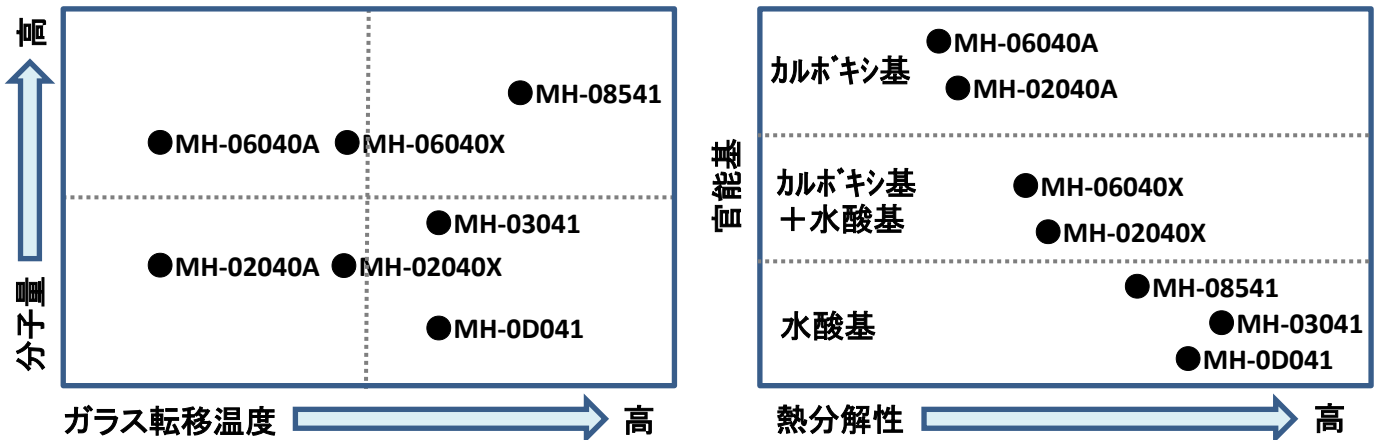 高
分子量
MH-08541
MH-06040A
MH-06040X
MH-03041
MH-02040A
MH-02040X
MH-0D041
ガラス転移温度
高
官能基
カルボキシ基
MH-06040A
MH-02040A
カルボキシ基
＋水酸基
MH-06040X
MH-02040X
水酸基
MH-08541
MH-03041
MH-0D041
熱分解性
高